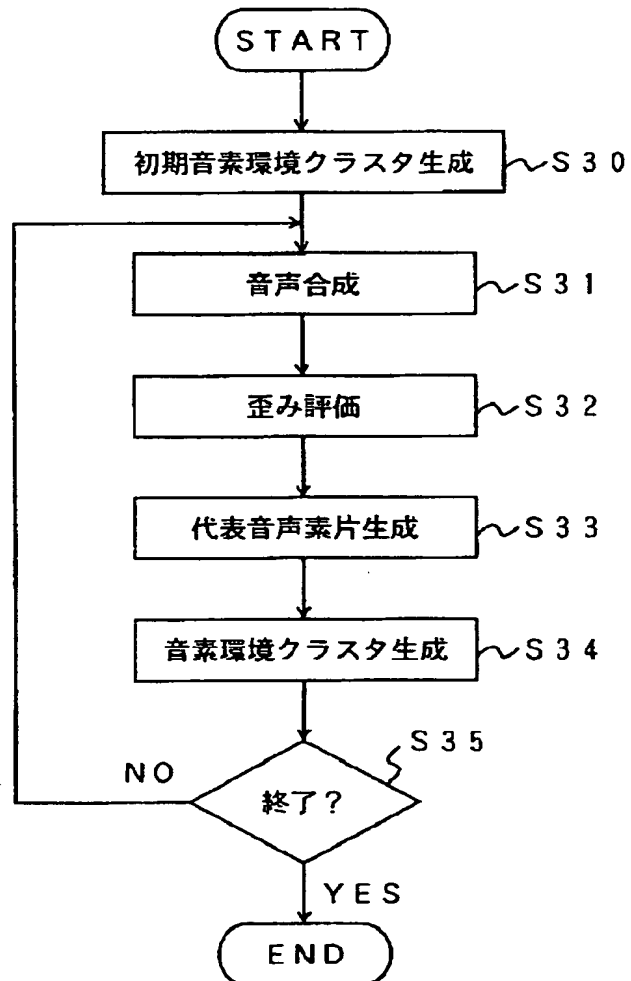 START
初期音素環境クラスタ生成 S30
音声合成 S31
歪み評価 S32
代表音声素片生成 S33
音素環境クラスタ生成 S34
S35
NO
終了?
YES
END